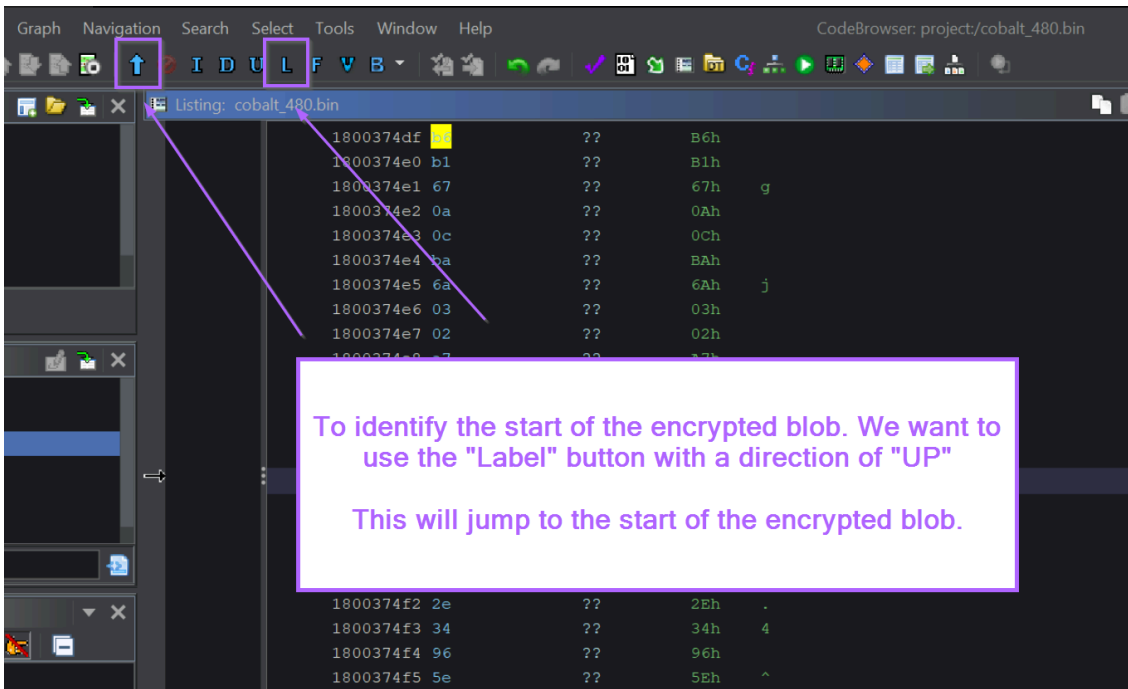 Graph Navigation Search Select Tools Window Help CodeBrowser: project:/cobalt_480.bin
I D U L F V B
Listing: cobalt_480.bin
1800374df b6 ?? B6h
1800374e0 b1 ?? B1h
1800374e1 67 ?? 67h g
1800374e2 0a ?? 0Ah
1800374e3 0c ?? 0Ch
1800374e4 ba ?? BAh
1800374e5 6a ?? 6Ah j
1800374e6 03 ?? 03h
1800374e7 02 ?? 02h
1800374e8 a7 ?? A7h
To identify the start of the encrypted blob. We want to
use the "Label" button with a direction of "UP"
This will jump to the start of the encrypted blob.
1800374f2 2e ?? 2Eh .
1800374f3 34 ?? 34h 4
1800374f4 96 ?? 96h
1800374f5 5e ?? 5Eh ^